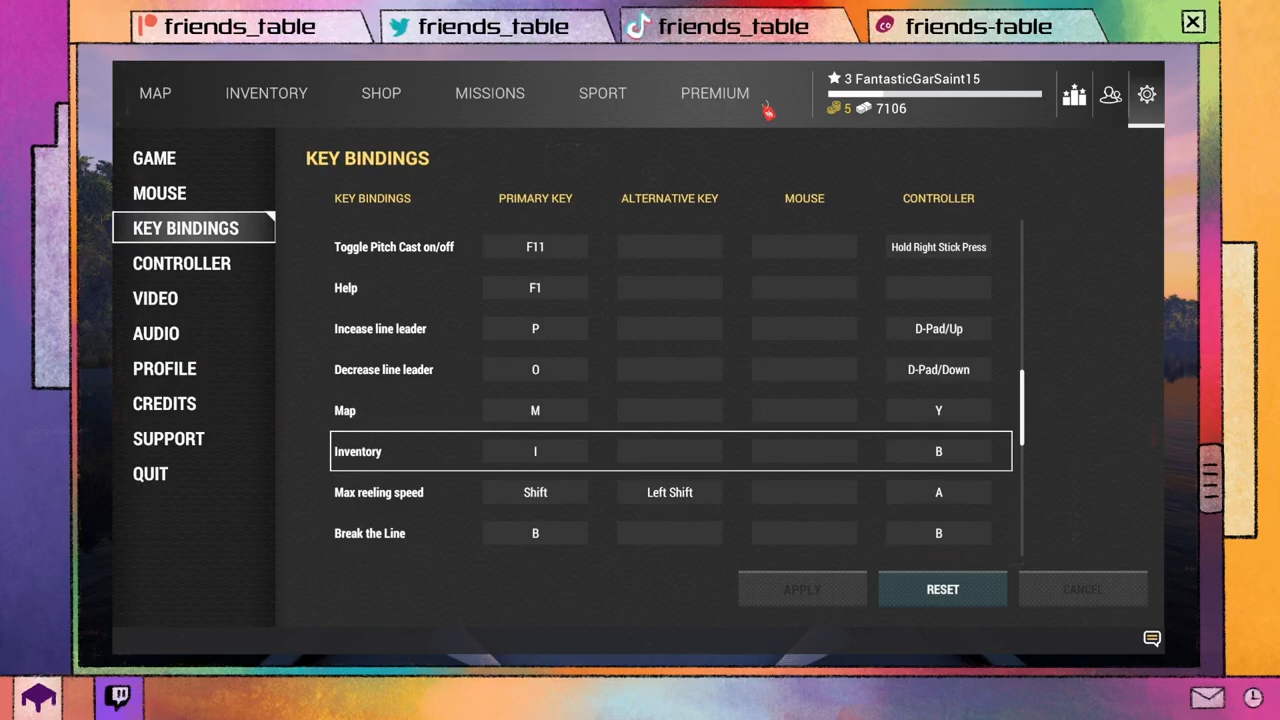 friends_table friends_table friends_table friends-table
MAP INVENTORY SHOP MISSIONS SPORT PREMIUM
3 FantasticGarSaint15
5 7106
GAME
MOUSE
KEY BINDINGS
CONTROLLER
VIDEO
AUDIO
PROFILE
CREDITS
SUPPORT
QUIT
KEY BINDINGS
KEY BINDINGS PRIMARY KEY ALTERNATIVE KEY MOUSE CONTROLLER
Toggle Pitch Cast on/off F11 Hold Right Stick Press
Help F1
Incease line leader P D-Pad/Up
Decrease line leader O D-Pad/Down
Map M Y
Inventory I B
Max reeling speed Shift Left Shift A
Break the Line B B
APPLY RESET CANCEL